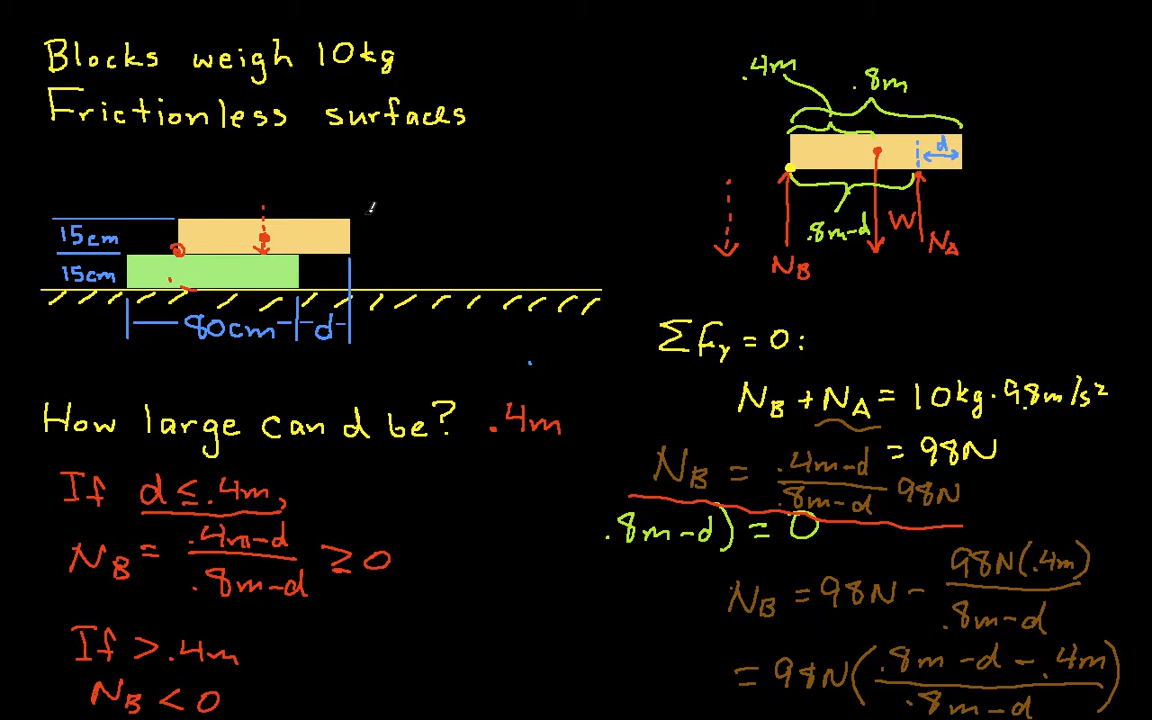 Blocks weigh 10kg
Frictionless surfaces
15cm
15cm
80cm
d
How large can d be? .4m
If d ≤ .4m,
N_B = (.4m-d)/(.8m-d) ≥ 0
If > .4m
N_B < 0
.4m
.8m
d
.8m-d
W
N_B
N_A
ΣF_y = 0:
N_B + N_A = 10kg·9.8m/s²
= 98N
N_B = (.4m-d)/(.8m-d) 98N
.8m-d) = 0
N_B = 98N - 98N(.4m)/(.8m-d)
= 98N((.8m-d-.4m)/(.8m-d))